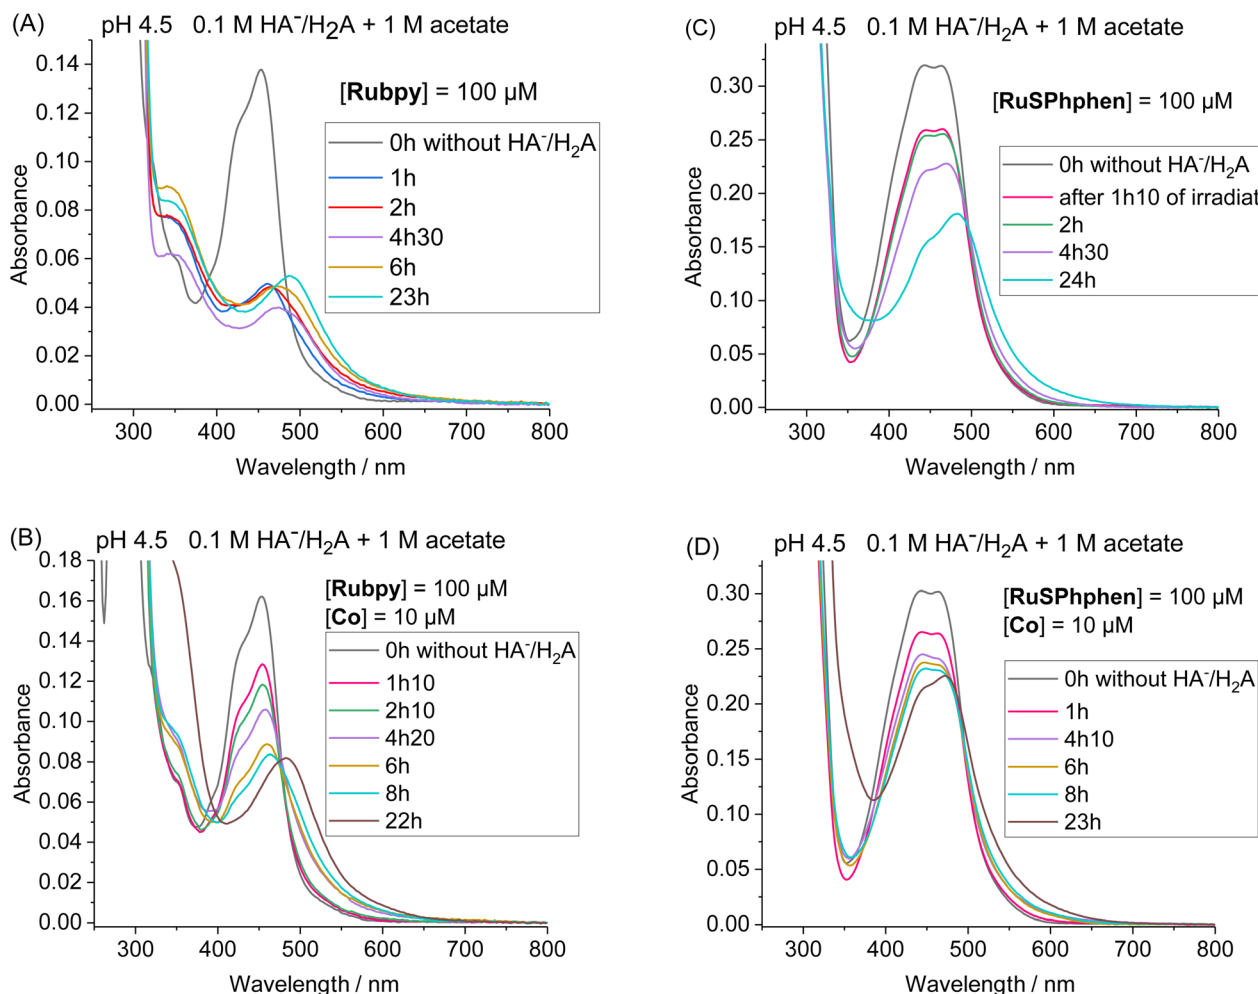 (A)
pH 4.5 0.1 M HA⁻/H₂A + 1 M acetate
[Rubpy] = 100 µM
0h without HA⁻/H₂A
1h
2h
4h30
6h
23h
Absorbance
0.14
0.12
0.10
0.08
0.06
0.04
0.02
0.00
300 400 500 600 700 800
Wavelength / nm
(C)
pH 4.5 0.1 M HA⁻/H₂A + 1 M acetate
[RuSPhphen] = 100 µM
0h without HA⁻/H₂A
after 1h10 of irradiat
2h
4h30
24h
Absorbance
0.30
0.25
0.20
0.15
0.10
0.05
0.00
300 400 500 600 700 800
Wavelength / nm
(B)
pH 4.5 0.1 M HA⁻/H₂A + 1 M acetate
[Rubpy] = 100 µM
[Co] = 10 µM
0h without HA⁻/H₂A
1h10
2h10
4h20
6h
8h
22h
Absorbance
0.18
0.16
0.14
0.12
0.10
0.08
0.06
0.04
0.02
0.00
300 400 500 600 700 800
Wavelength / nm
(D)
pH 4.5 0.1 M HA⁻/H₂A + 1 M acetate
[RuSPhphen] = 100 µM
[Co] = 10 µM
0h without HA⁻/H₂A
1h
4h10
6h
8h
23h
Absorbance
0.30
0.25
0.20
0.15
0.10
0.05
0.00
300 400 500 600 700 800
Wavelength / nm